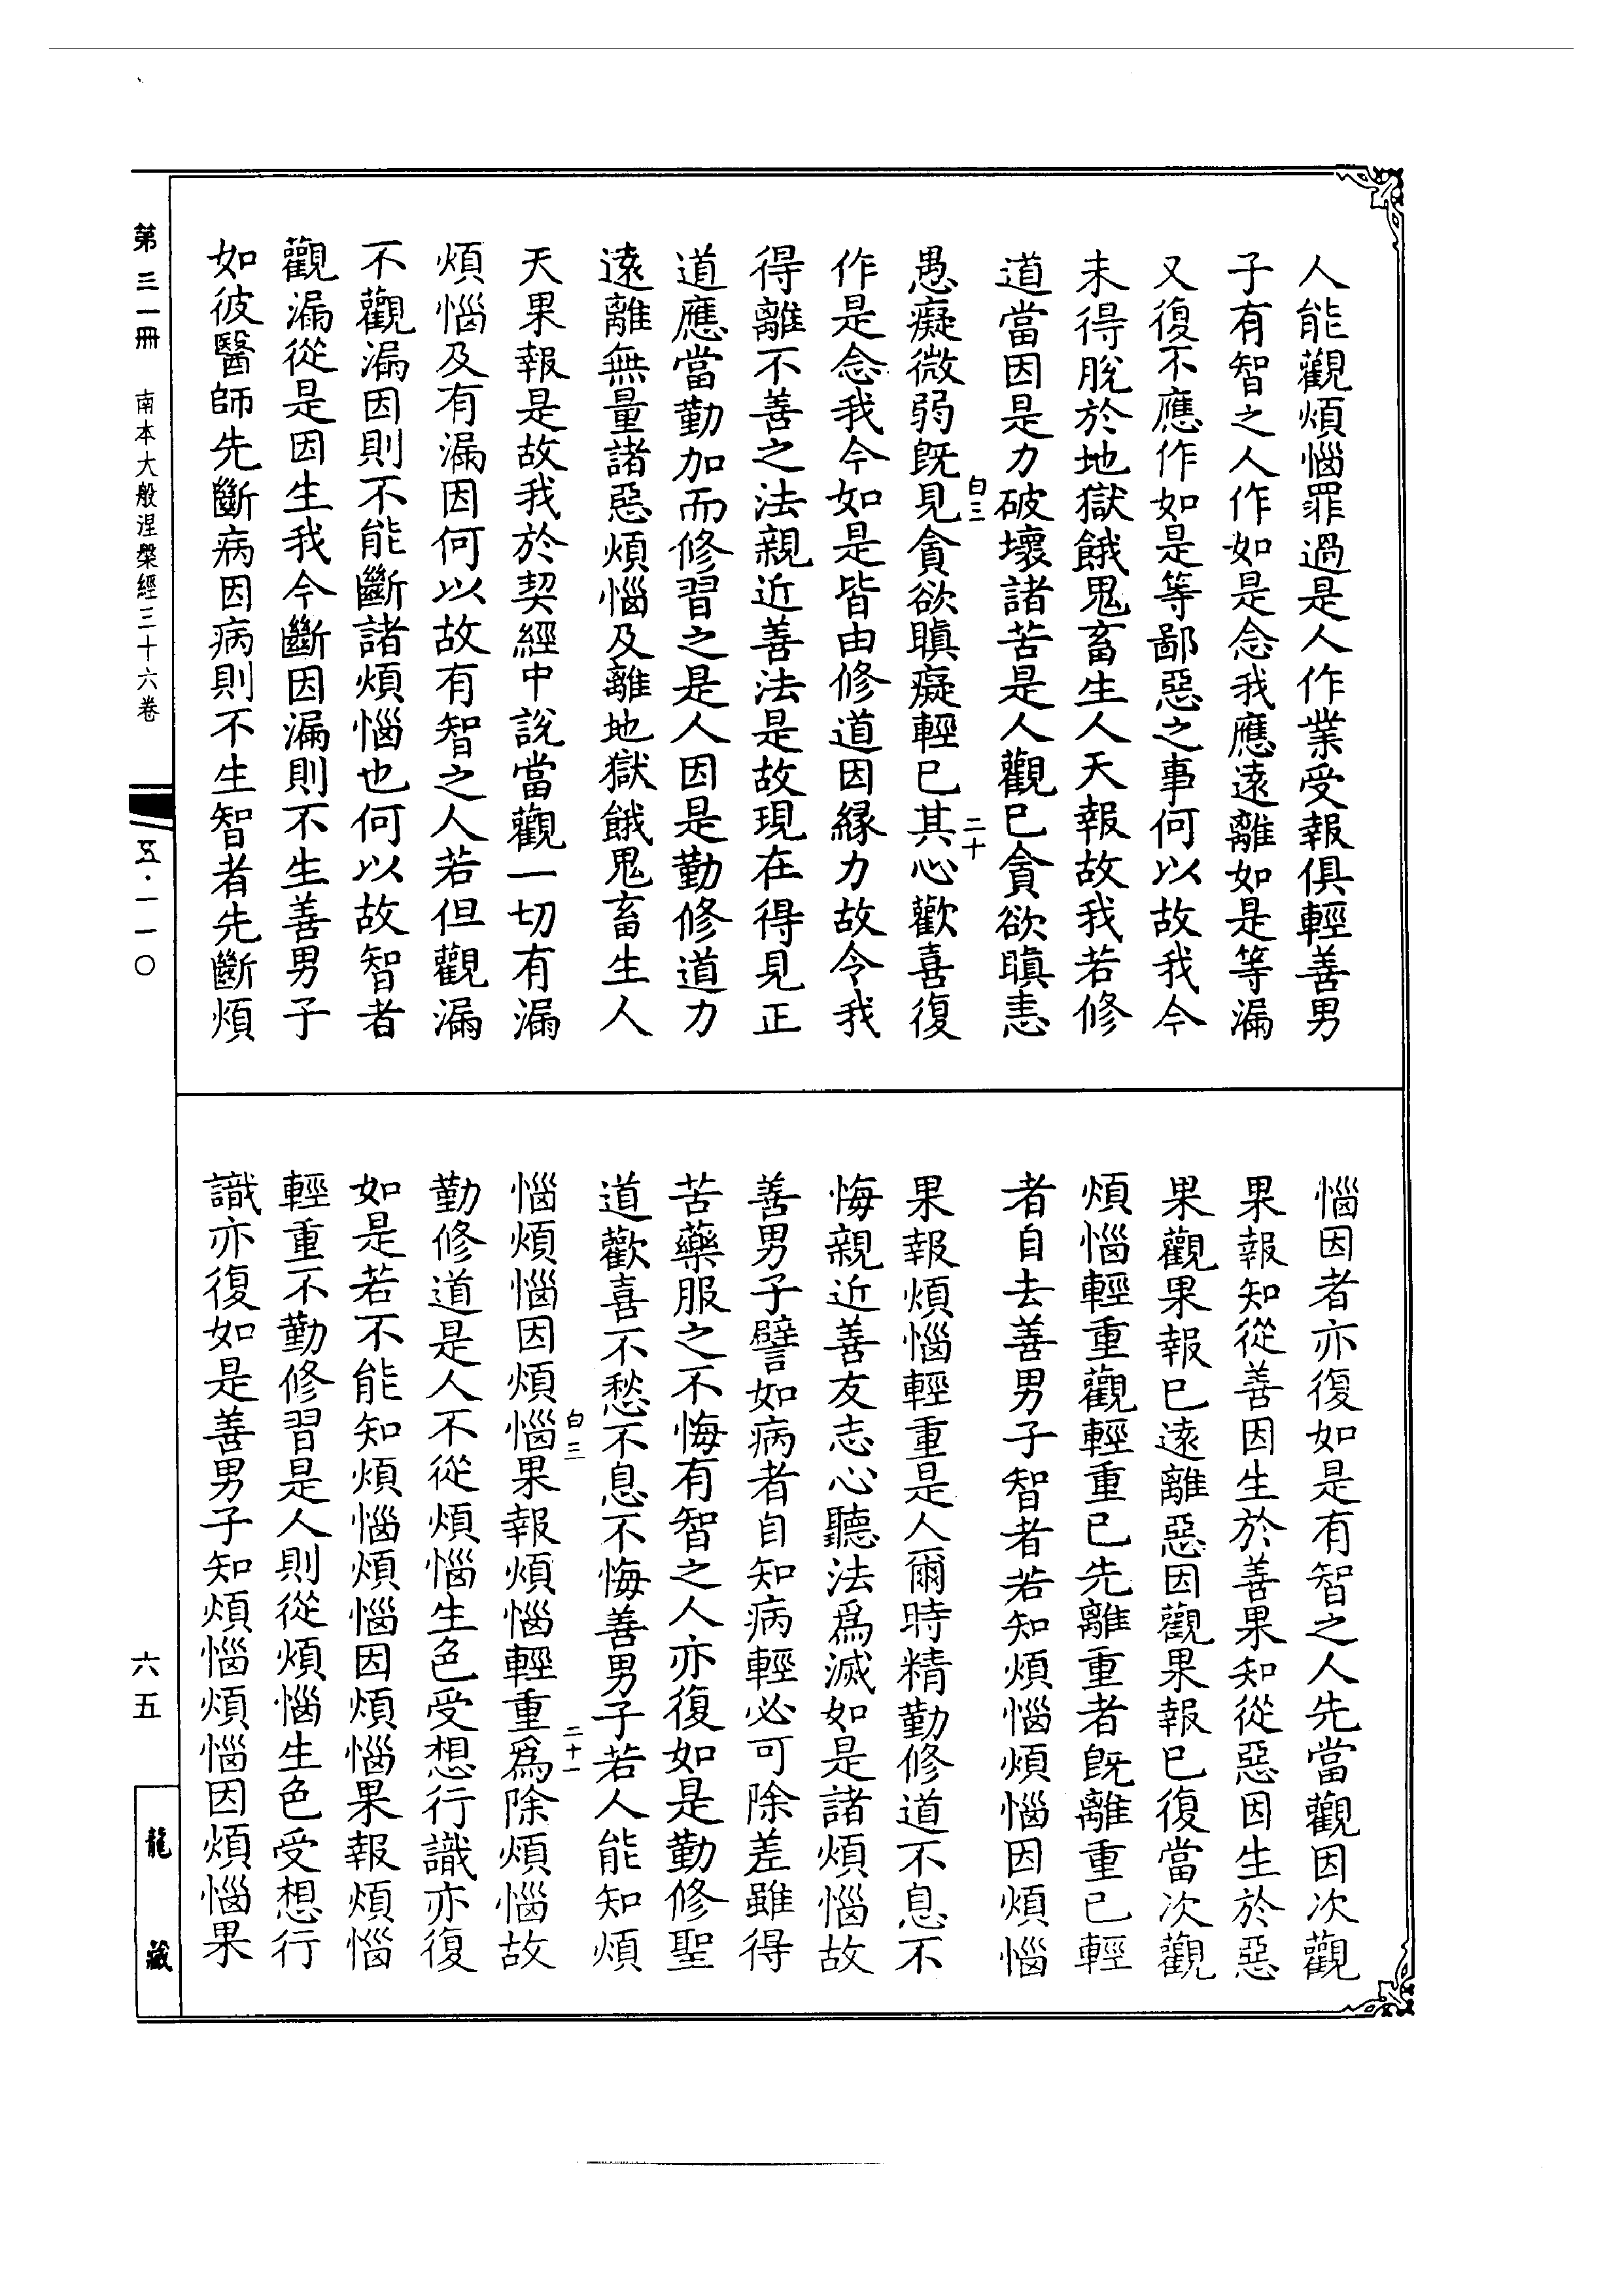 人能觀煩惱罪過是人作業受報俱輕善男
子有智之人作如是念我應遠離如是等漏
又復不應作如是等鄙惡之事何以故我今
未得脫於地獄餓鬼畜生人天報故我若修
道當因是力破壞諸苦是人觀已貪欲瞋恚
愚癡微弱既見貪欲瞋癡輕已其心歡喜復
白三
二十
作是念我今如是皆由修道因緣力故令我
得離不善之法親近善法是故現在得見正
道應當勤加而修習之是人因是勤修道力
遠離無量諸惡煩惱及離地獄餓鬼畜生人
天果報是故我於契經中說當觀一切有漏
煩惱及有漏因何以故有智之人若但觀漏
不觀漏因則不能斷諸煩惱也何以故智者
觀漏從是因生我今斷因漏則不生善男子
如彼醫師先斷病因病則不生智者先斷煩
惱因者亦復如是有智之人先當觀因次觀
果報知從善因生於善果知從惡因生於惡
果觀果報已遠離惡因觀果報已復當次觀
煩惱輕重觀輕重已先離重者既離重已輕
者自去善男子智者若知煩惱煩惱因煩惱
果報煩惱輕重是人爾時精勤修道不息不
悔親近善友志心聽法爲滅如是諸煩惱故
善男子譬如病者自知病輕必可除差雖得
苦藥服之不悔有智之人亦復如是勤修聖
道歡喜不愁不息不悔善男子若人能知煩
白三
二十一
惱煩惱因煩惱果報煩惱輕重爲除煩惱故
勤修道是人不從煩惱生色受想行識亦復
如是若不能知煩惱煩惱因煩惱果報煩惱
輕重不勤修習是人則從煩惱生色受想行
識亦復如是善男子知煩惱煩惱因煩惱果
第三一冊 南本大般涅槃經三十六卷
五·一一〇
六五
龍藏